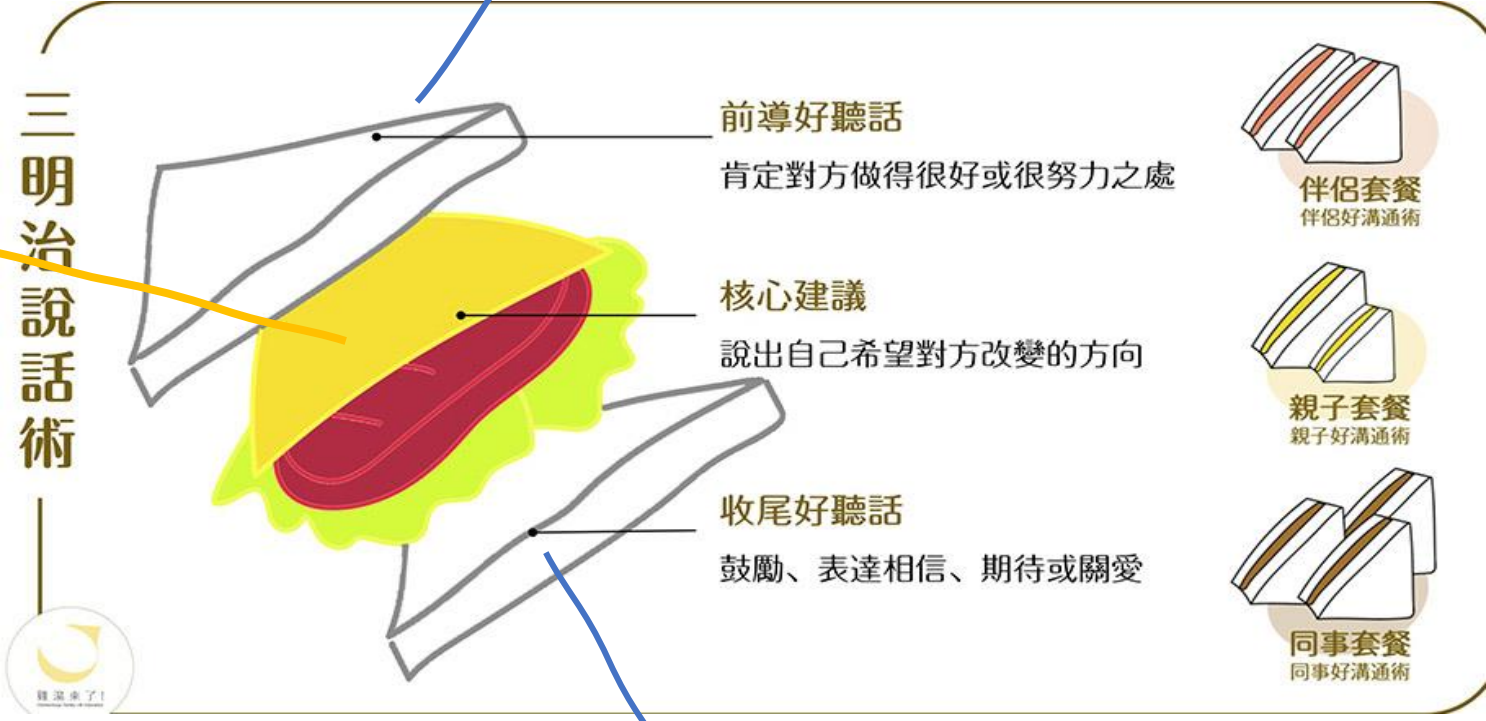 三明治說話術
前導好聽話
肯定對方做得很好或很努力之處
核心建議
說出自己希望對方改變的方向
收尾好聽話
鼓勵、表達相信、期待或關愛
伴侶套餐
伴侶好溝通術
親子套餐
親子好溝通術
同事套餐
同事好溝通術
雞湯來了!